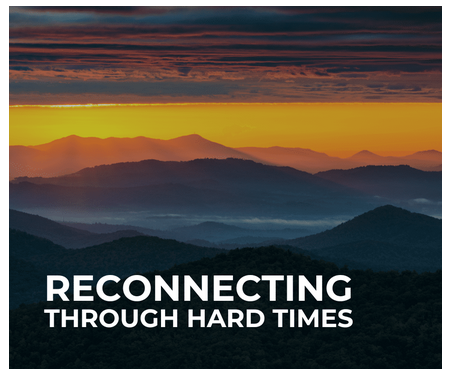 RECONNECTING
THROUGH HARD TIMES